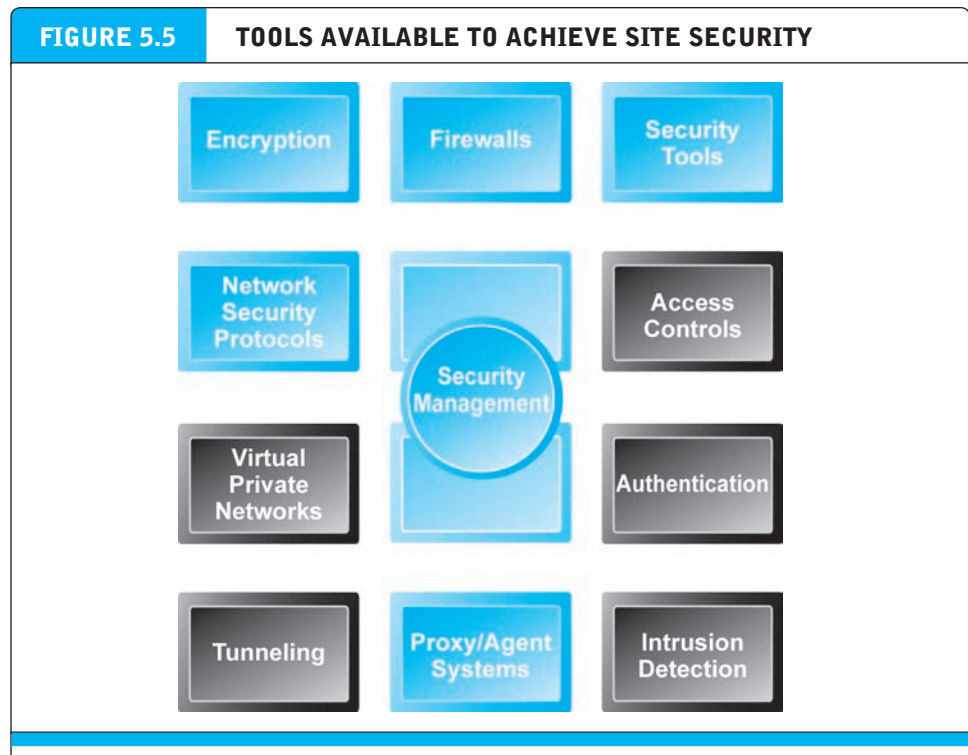 FIGURE 5.5 TOOLS AVAILABLE TO ACHIEVE SITE SECURITY
Encryption
Firewalls
Security
Tools
Network
Security
Protocols
Access
Controls
Security
Management
Virtual
Private
Networks
Authentication
Tunneling
Proxy/Agent
Systems
Intrusion
Detection